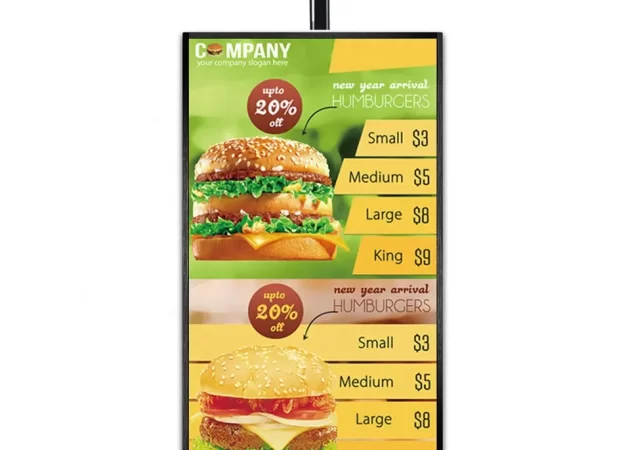 COMPANY
your company slogan here
upto
20%
off
new year arrival
HUMBURGERS
Small $3
Medium $5
Large $8
King $9
upto
20%
off
new year arrival
HUMBURGERS
Small $3
Medium $5
Large $8